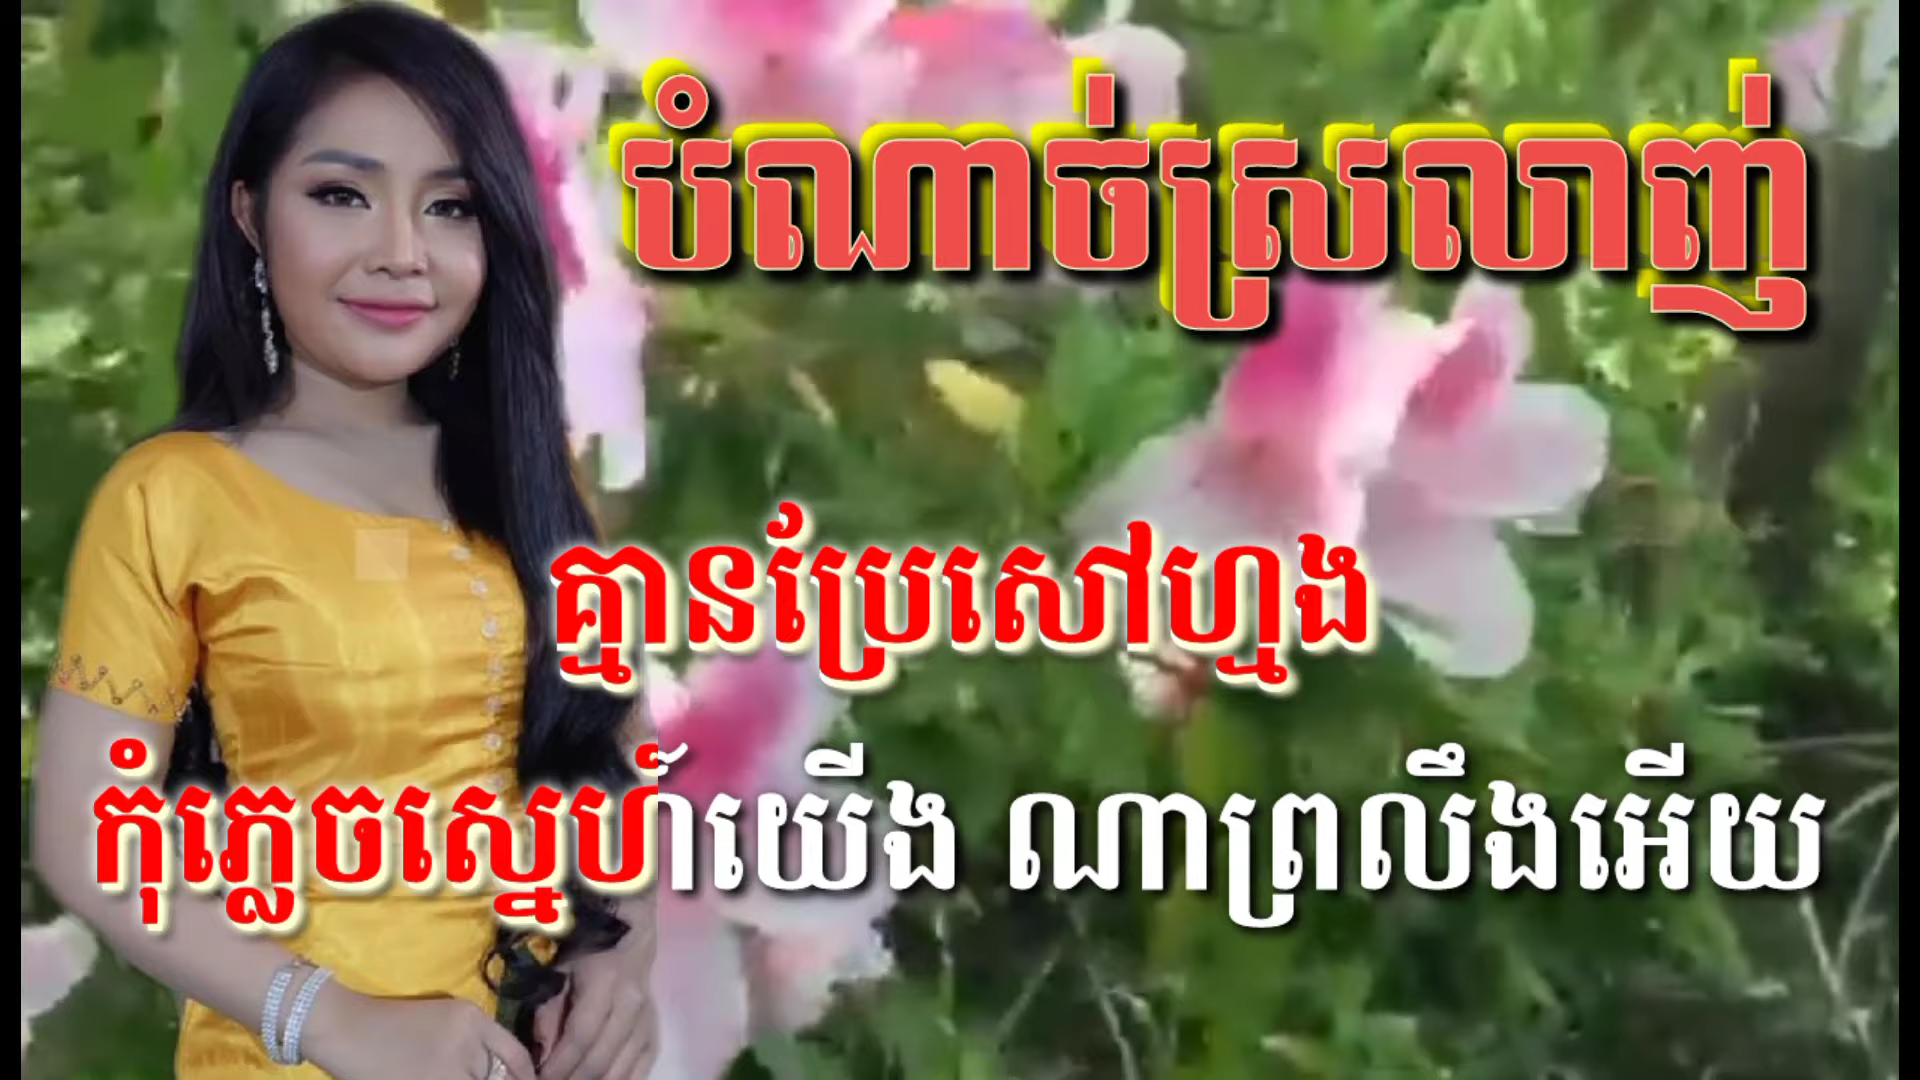 បំណាច់ស្រលាញ់
គ្មានប្រែសៅហ្មង
កុំភ្លេចស្នេហ៍យើង ណាព្រលឹងអើយ